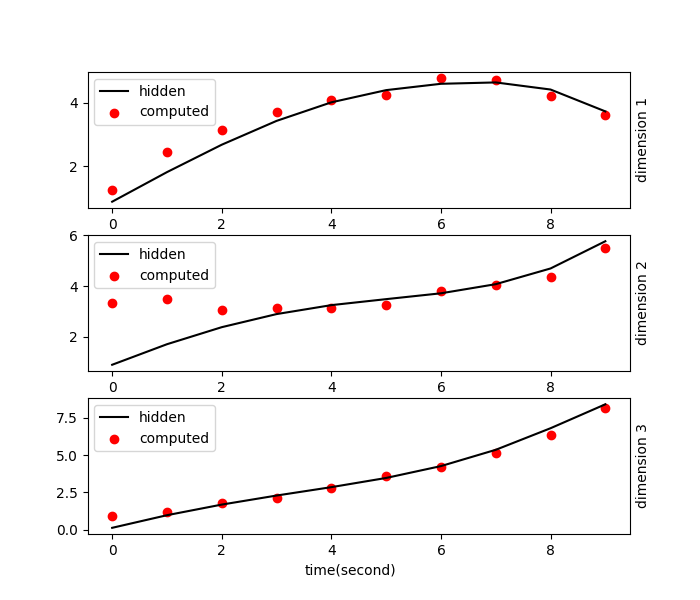 hidden
computed
4
2
0 2 4 6 8
dimension 1
hidden
computed
6
4
2
0 2 4 6 8
dimension 2
hidden
computed
7.5
5.0
2.5
0.0
0 2 4 6 8
dimension 3
time(second)